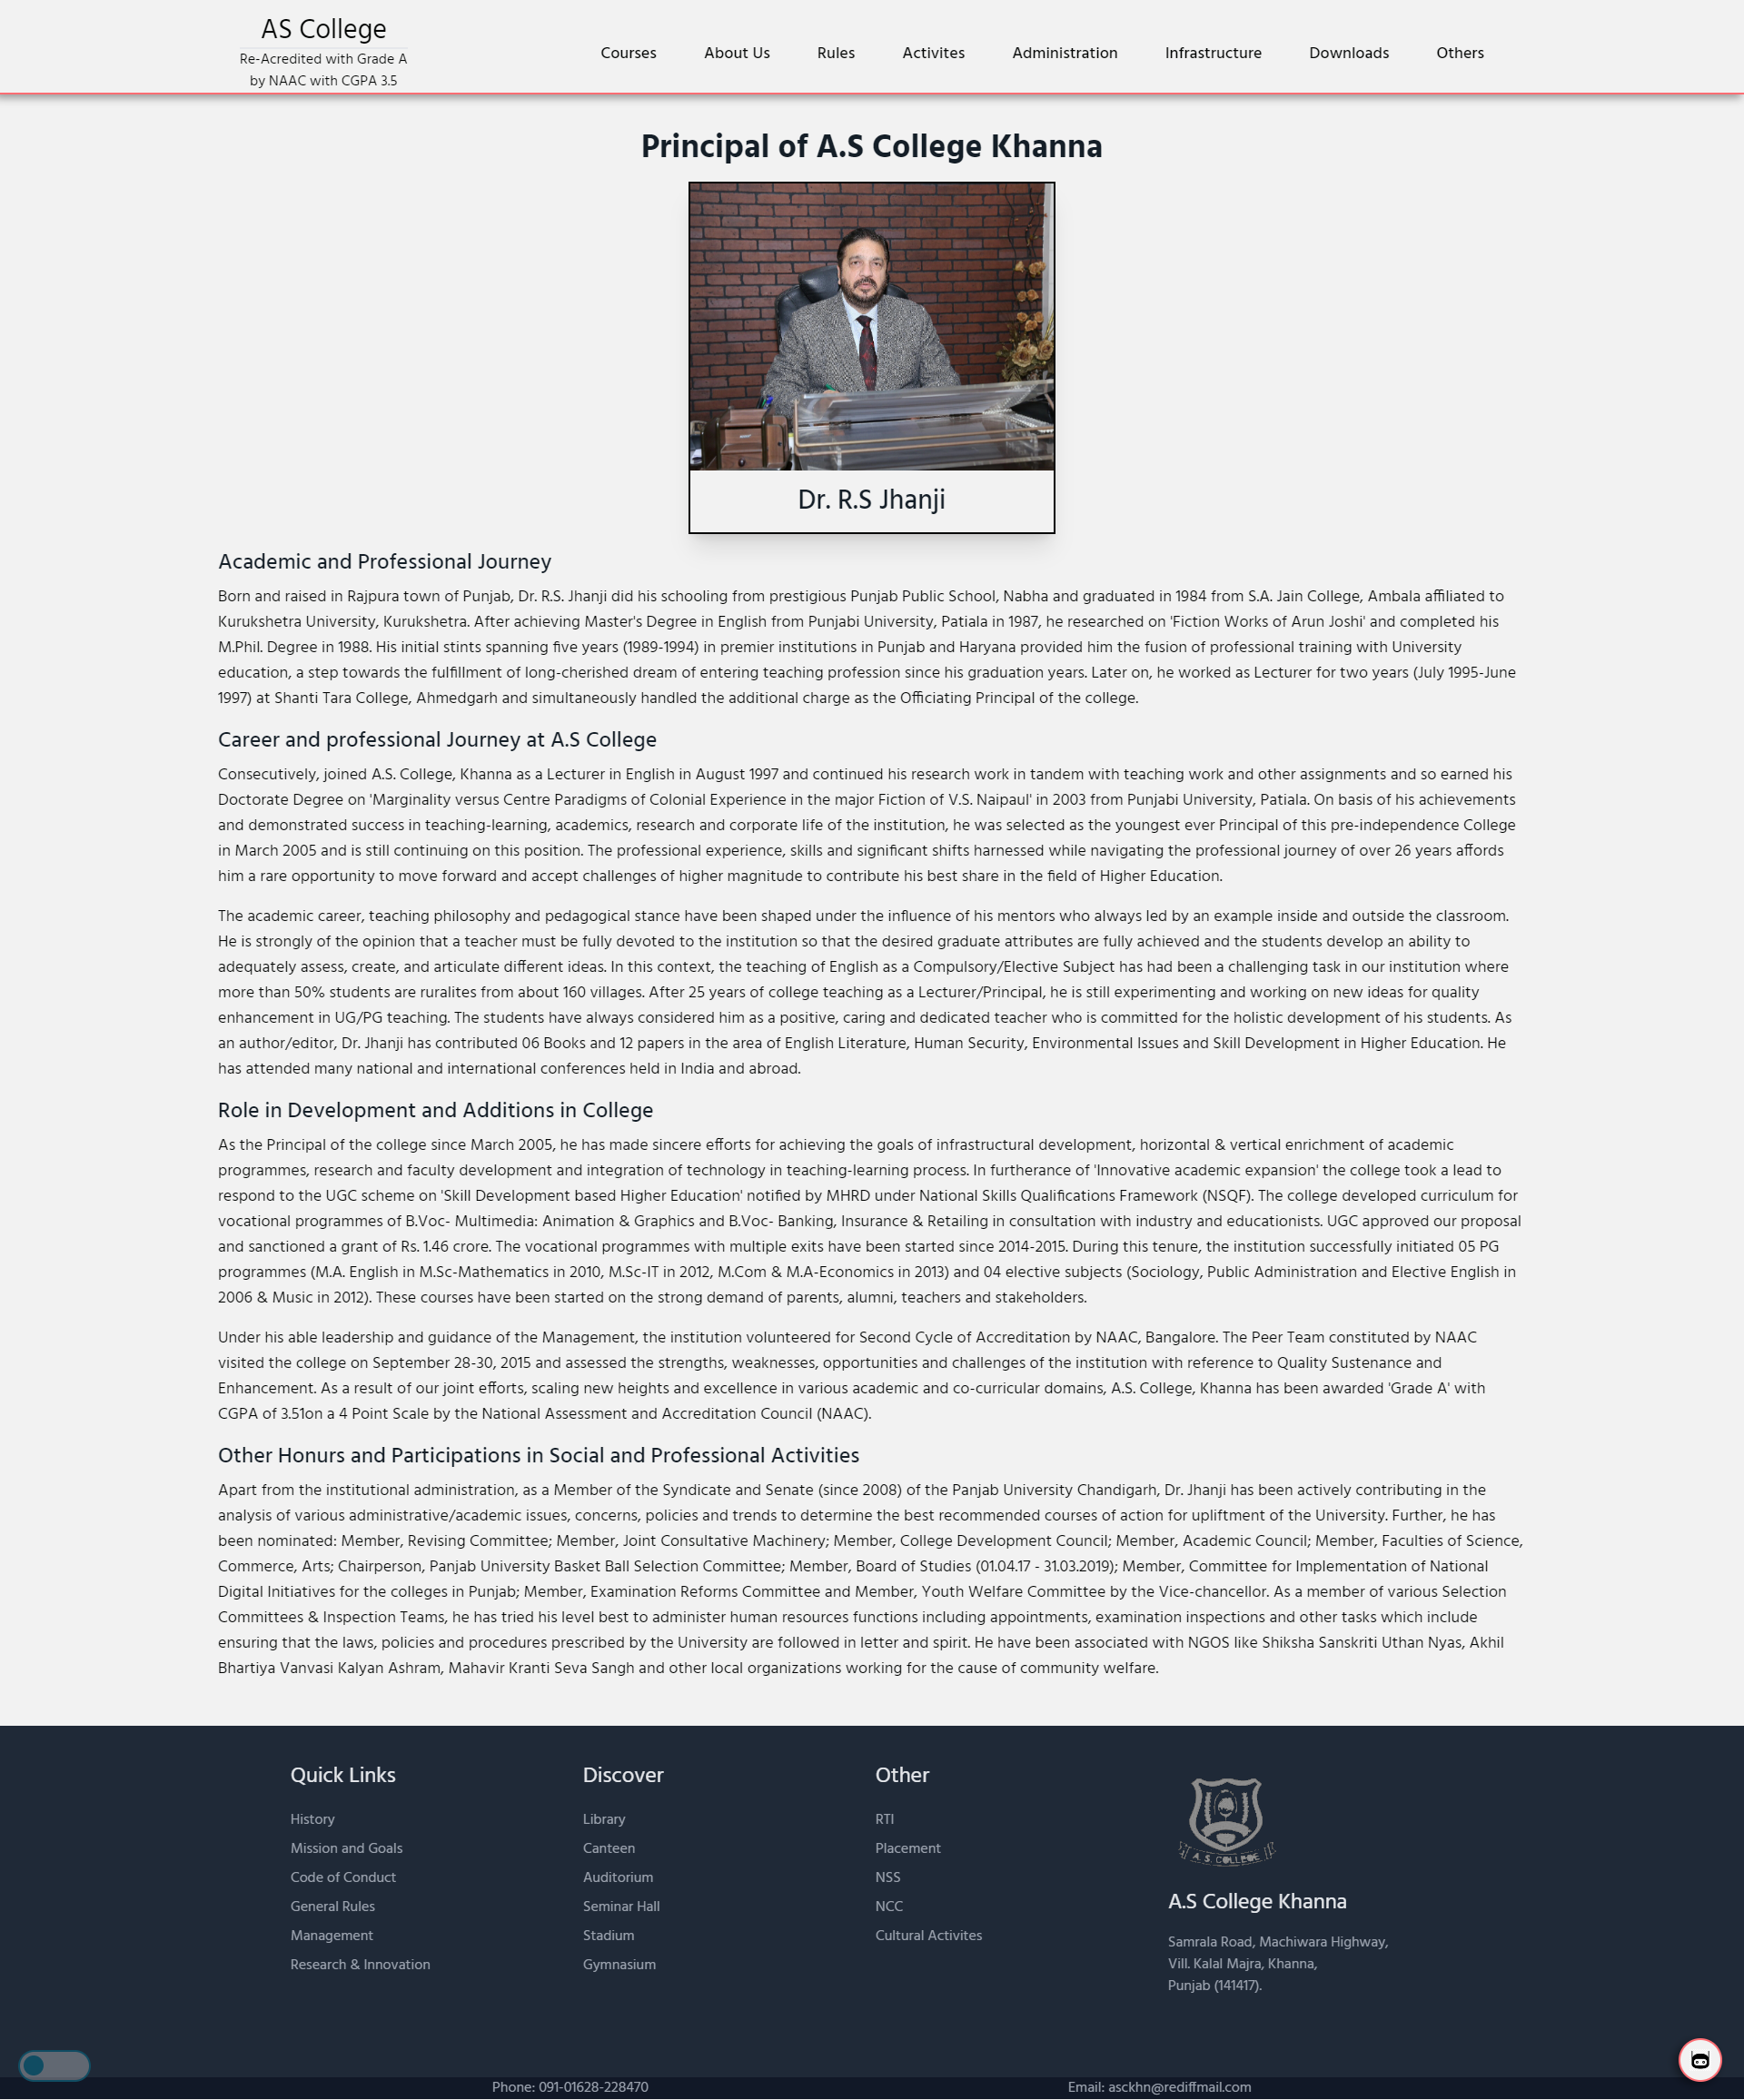 AS College
Re-Acredited with Grade A
by NAAC with CGPA 3.5
Courses About Us Rules Activites Administration Infrastructure Downloads Others
Principal of A.S College Khanna
Dr. R.S Jhanji
Academic and Professional Journey
Born and raised in Rajpura town of Punjab, Dr. R.S. Jhanji did his schooling from prestigious Punjab Public School, Nabha and graduated in 1984 from S.A. Jain College, Ambala affiliated to
Kurukshetra University, Kurukshetra. After achieving Master's Degree in English from Punjabi University, Patiala in 1987, he researched on 'Fiction Works of Arun Joshi' and completed his
M.Phil. Degree in 1988. His initial stints spanning five years (1989-1994) in premier institutions in Punjab and Haryana provided him the fusion of professional training with University
education, a step towards the fulfillment of long-cherished dream of entering teaching profession since his graduation years. Later on, he worked as Lecturer for two years (July 1995-June
1997) at Shanti Tara College, Ahmedgarh and simultaneously handled the additional charge as the Officiating Principal of the college.
Career and professional Journey at A.S College
Consecutively, joined A.S. College, Khanna as a Lecturer in English in August 1997 and continued his research work in tandem with teaching work and other assignments and so earned his
Doctorate Degree on 'Marginality versus Centre Paradigms of Colonial Experience in the major Fiction of V.S. Naipaul' in 2003 from Punjabi University, Patiala. On basis of his achievements
and demonstrated success in teaching-learning, academics, research and corporate life of the institution, he was selected as the youngest ever Principal of this pre-independence College
in March 2005 and is still continuing on this position. The professional experience, skills and significant shifts harnessed while navigating the professional journey of over 26 years affords
him a rare opportunity to move forward and accept challenges of higher magnitude to contribute his best share in the field of Higher Education.
The academic career, teaching philosophy and pedagogical stance have been shaped under the influence of his mentors who always led by an example inside and outside the classroom.
He is strongly of the opinion that a teacher must be fully devoted to the institution so that the desired graduate attributes are fully achieved and the students develop an ability to
adequately assess, create, and articulate different ideas. In this context, the teaching of English as a Compulsory/Elective Subject has had been a challenging task in our institution where
more than 50% students are ruralites from about 160 villages. After 25 years of college teaching as a Lecturer/Principal, he is still experimenting and working on new ideas for quality
enhancement in UG/PG teaching. The students have always considered him as a positive, caring and dedicated teacher who is committed for the holistic development of his students. As
an author/editor, Dr. Jhanji has contributed 06 Books and 12 papers in the area of English Literature, Human Security, Environmental Issues and Skill Development in Higher Education. He
has attended many national and international conferences held in India and abroad.
Role in Development and Additions in College
As the Principal of the college since March 2005, he has made sincere efforts for achieving the goals of infrastructural development, horizontal & vertical enrichment of academic
programmes, research and faculty development and integration of technology in teaching-learning process. In furtherance of 'Innovative academic expansion' the college took a lead to
respond to the UGC scheme on 'Skill Development based Higher Education' notified by MHRD under National Skills Qualifications Framework (NSQF). The college developed curriculum for
vocational programmes of B.Voc- Multimedia: Animation & Graphics and B.Voc- Banking, Insurance & Retailing in consultation with industry and educationists. UGC approved our proposal
and sanctioned a grant of Rs. 1.46 crore. The vocational programmes with multiple exits have been started since 2014-2015. During this tenure, the institution successfully initiated 05 PG
programmes (M.A. English in M.Sc-Mathematics in 2010, M.Sc-IT in 2012, M.Com & M.A-Economics in 2013) and 04 elective subjects (Sociology, Public Administration and Elective English in
2006 & Music in 2012). These courses have been started on the strong demand of parents, alumni, teachers and stakeholders.
Under his able leadership and guidance of the Management, the institution volunteered for Second Cycle of Accreditation by NAAC, Bangalore. The Peer Team constituted by NAAC
visited the college on September 28-30, 2015 and assessed the strengths, weaknesses, opportunities and challenges of the institution with reference to Quality Sustenance and
Enhancement. As a result of our joint efforts, scaling new heights and excellence in various academic and co-curricular domains, A.S. College, Khanna has been awarded 'Grade A' with
CGPA of 3.51on a 4 Point Scale by the National Assessment and Accreditation Council (NAAC).
Other Honurs and Participations in Social and Professional Activities
Apart from the institutional administration, as a Member of the Syndicate and Senate (since 2008) of the Panjab University Chandigarh, Dr. Jhanji has been actively contributing in the
analysis of various administrative/academic issues, concerns, policies and trends to determine the best recommended courses of action for upliftment of the University. Further, he has
been nominated: Member, Revising Committee; Member, Joint Consultative Machinery; Member, College Development Council; Member, Academic Council; Member, Faculties of Science,
Commerce, Arts; Chairperson, Panjab University Basket Ball Selection Committee; Member, Board of Studies (01.04.17 - 31.03.2019); Member, Committee for Implementation of National
Digital Initiatives for the colleges in Punjab; Member, Examination Reforms Committee and Member, Youth Welfare Committee by the Vice-chancellor. As a member of various Selection
Committees & Inspection Teams, he has tried his level best to administer human resources functions including appointments, examination inspections and other tasks which include
ensuring that the laws, policies and procedures prescribed by the University are followed in letter and spirit. He have been associated with NGOS like Shiksha Sanskriti Uthan Nyas, Akhil
Bhartiya Vanvasi Kalyan Ashram, Mahavir Kranti Seva Sangh and other local organizations working for the cause of community welfare.
Quick Links
History
Mission and Goals
Code of Conduct
General Rules
Management
Research & Innovation
Discover
Library
Canteen
Auditorium
Seminar Hall
Stadium
Gymnasium
Other
RTI
Placement
NSS
NCC
Cultural Activites
A. S. COLLEGE
A.S College Khanna
Samrala Road, Machiwara Highway,
Vill. Kalal Majra, Khanna,
Punjab (141417).
Phone: 091-01628-228470 Email: asckhn@rediffmail.com